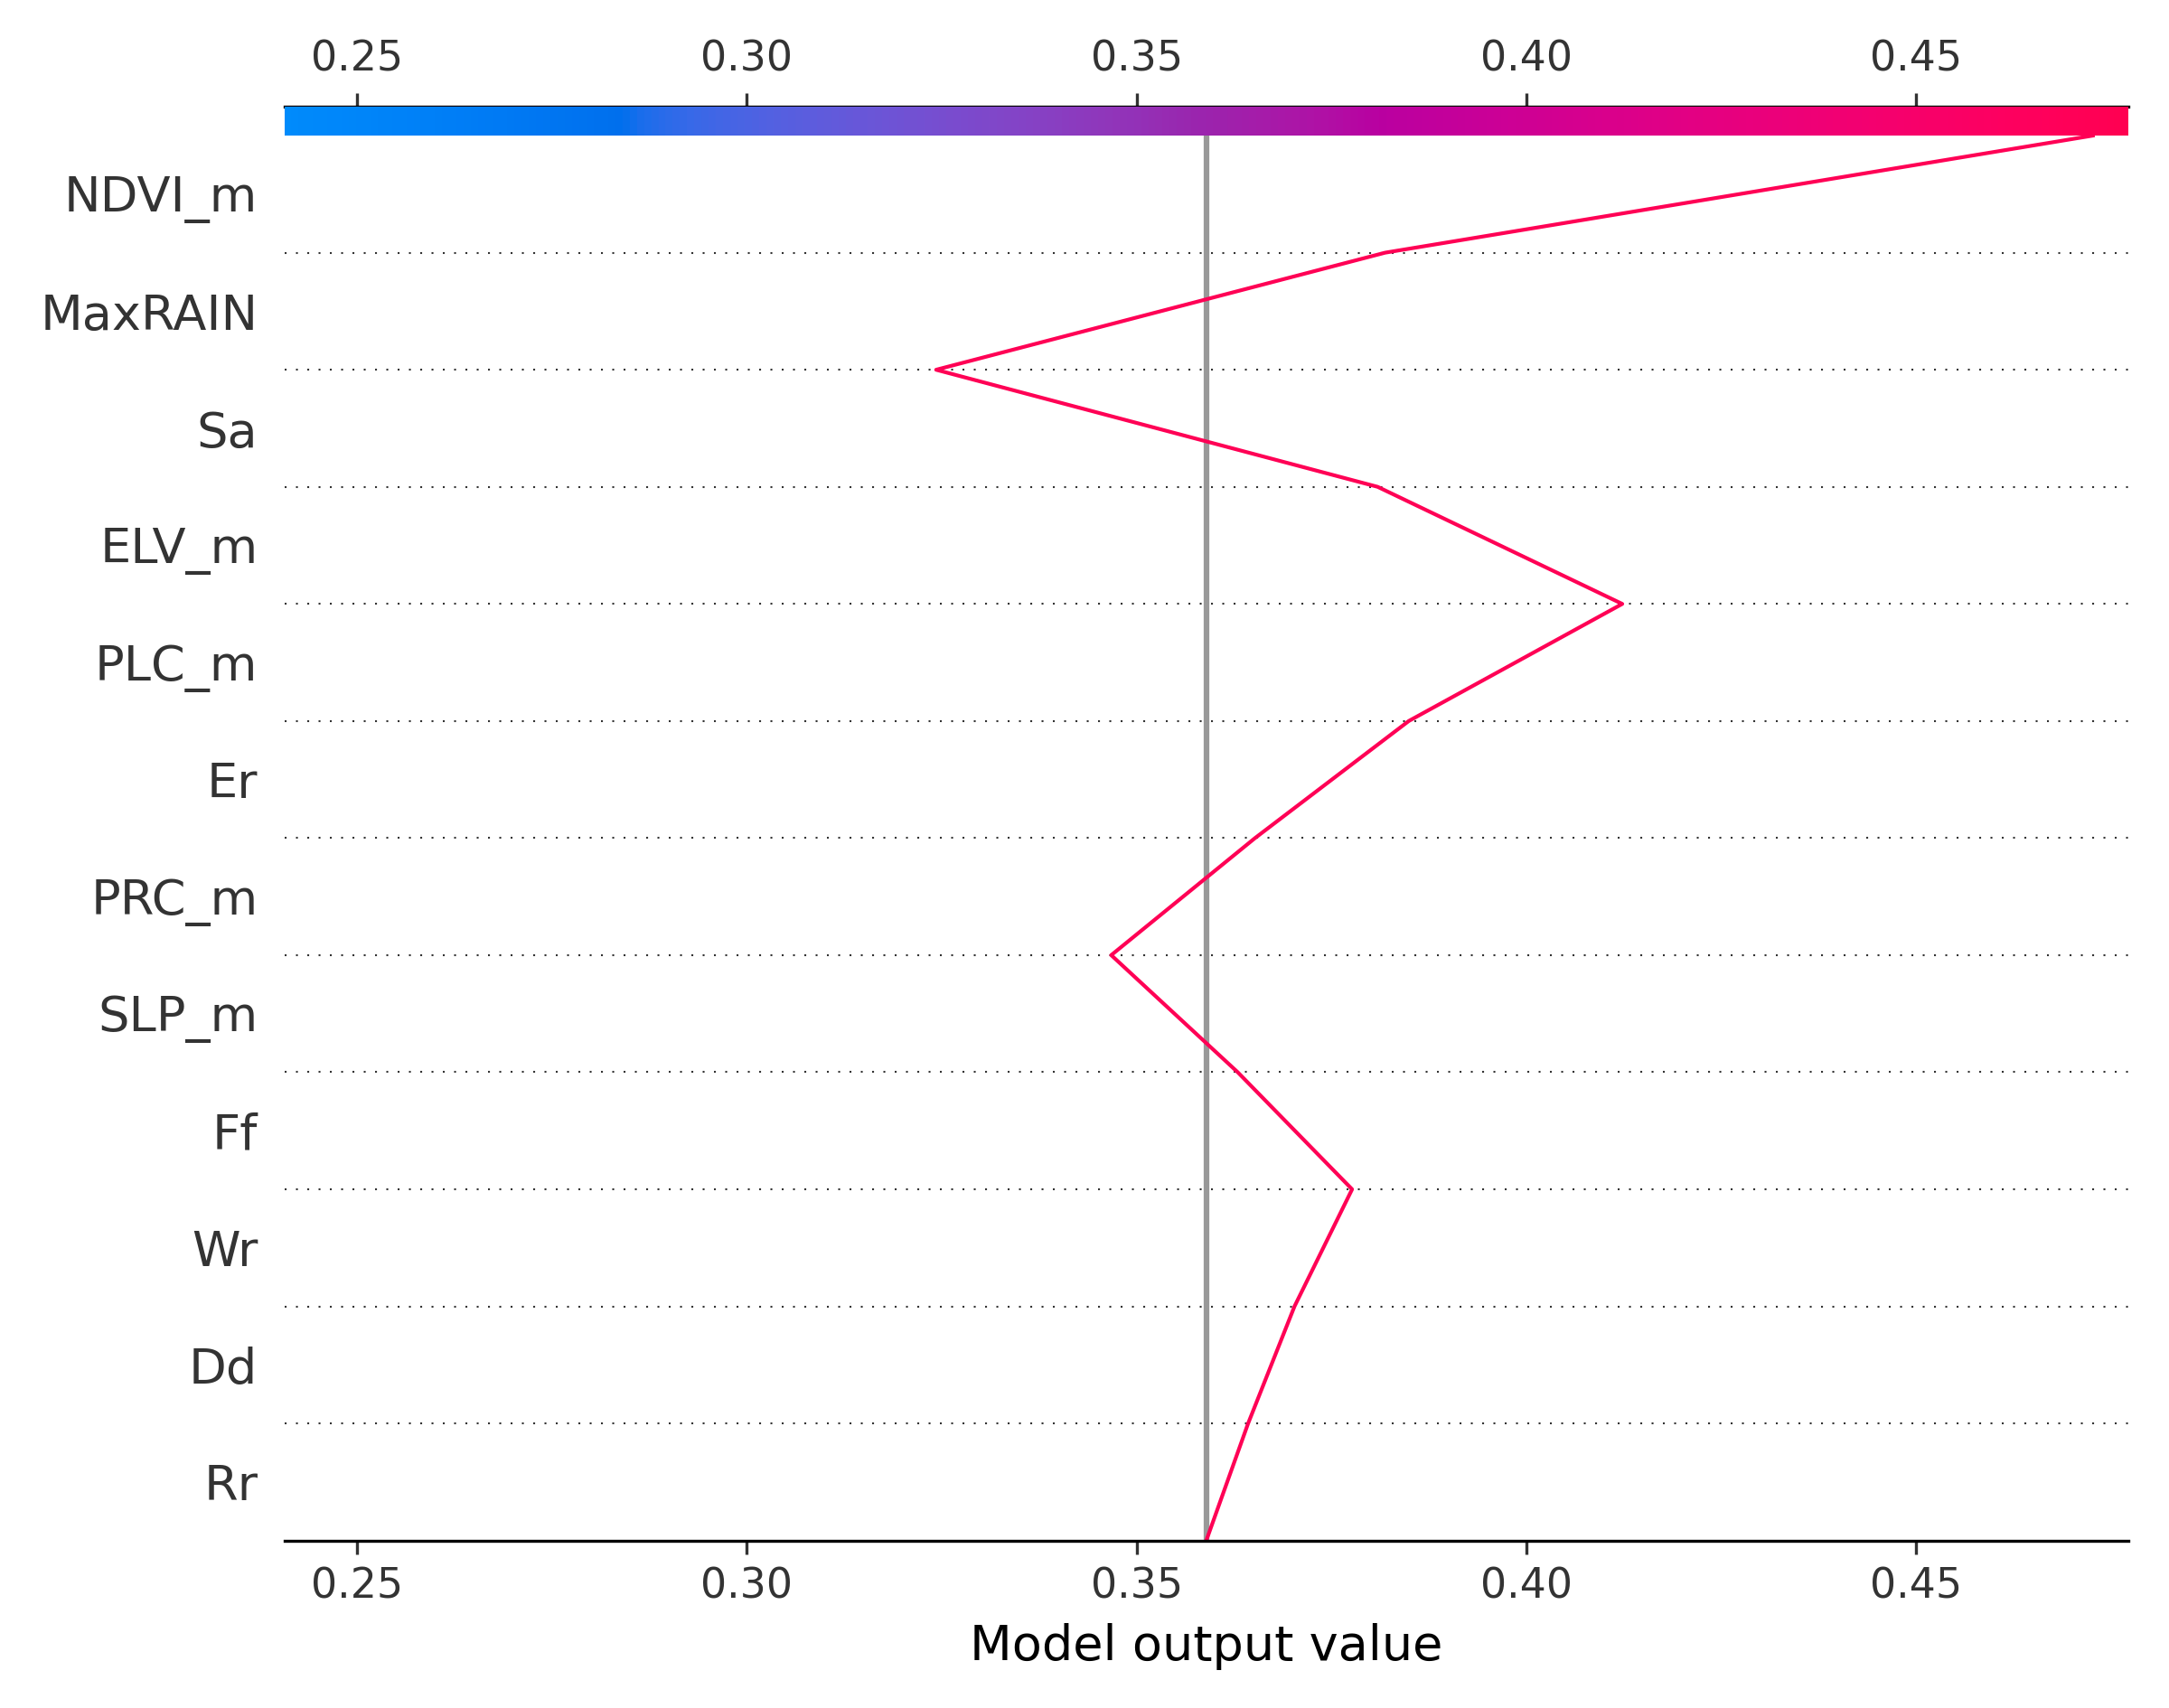 0.25 0.30 0.35 0.40 0.45
NDVI_m
MaxRAIN
Sa
ELV_m
PLC_m
Er
PRC_m
SLP_m
Ff
Wr
Dd
Rr
0.25 0.30 0.35 0.40 0.45
Model output value